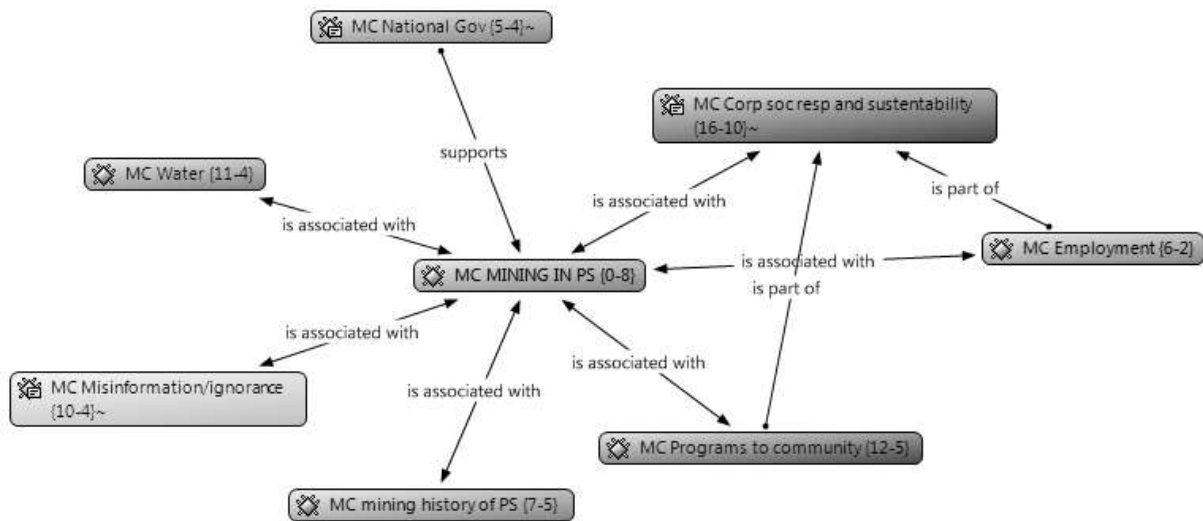 MC National Gov {5-4}~
MC Corp soc resp and sustentability
{16-10}~
supports
MC Water {11-4}
is associated with
is associated with
is part of
MC Employment {6-2}
is associated with
MC MINING IN PS {0-8}
is part of
is associated with
is associated with
MC Misinformation/ignorance
{10-4}~
is associated with
MC Programs to community {12-5}
MC mining history of PS {7-5}